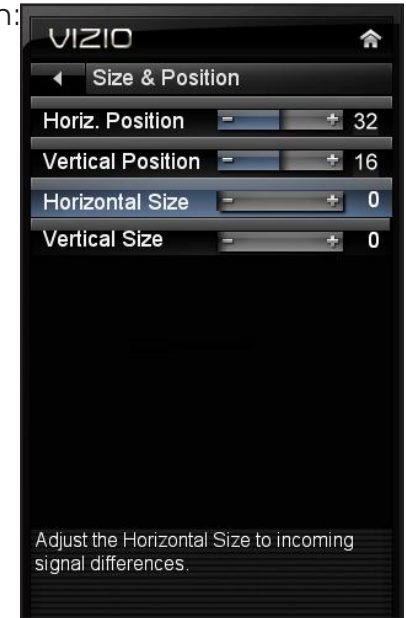 n:
VIZIO
Size & Position
Horiz. Position - + 32
Vertical Position - + 16
Horizontal Size - + 0
Vertical Size - + 0
Adjust the Horizontal Size to incoming
signal differences.